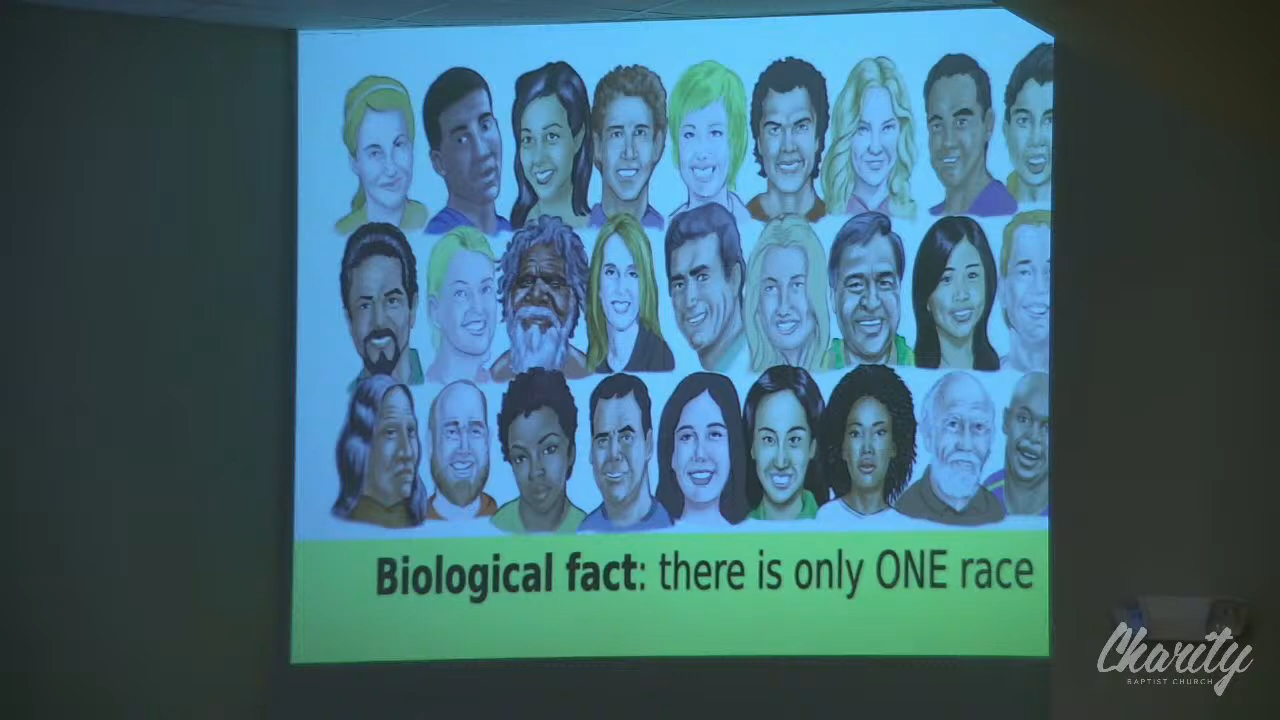 Biological fact: there is only ONE race
Charity
BAPTIST CHURCH